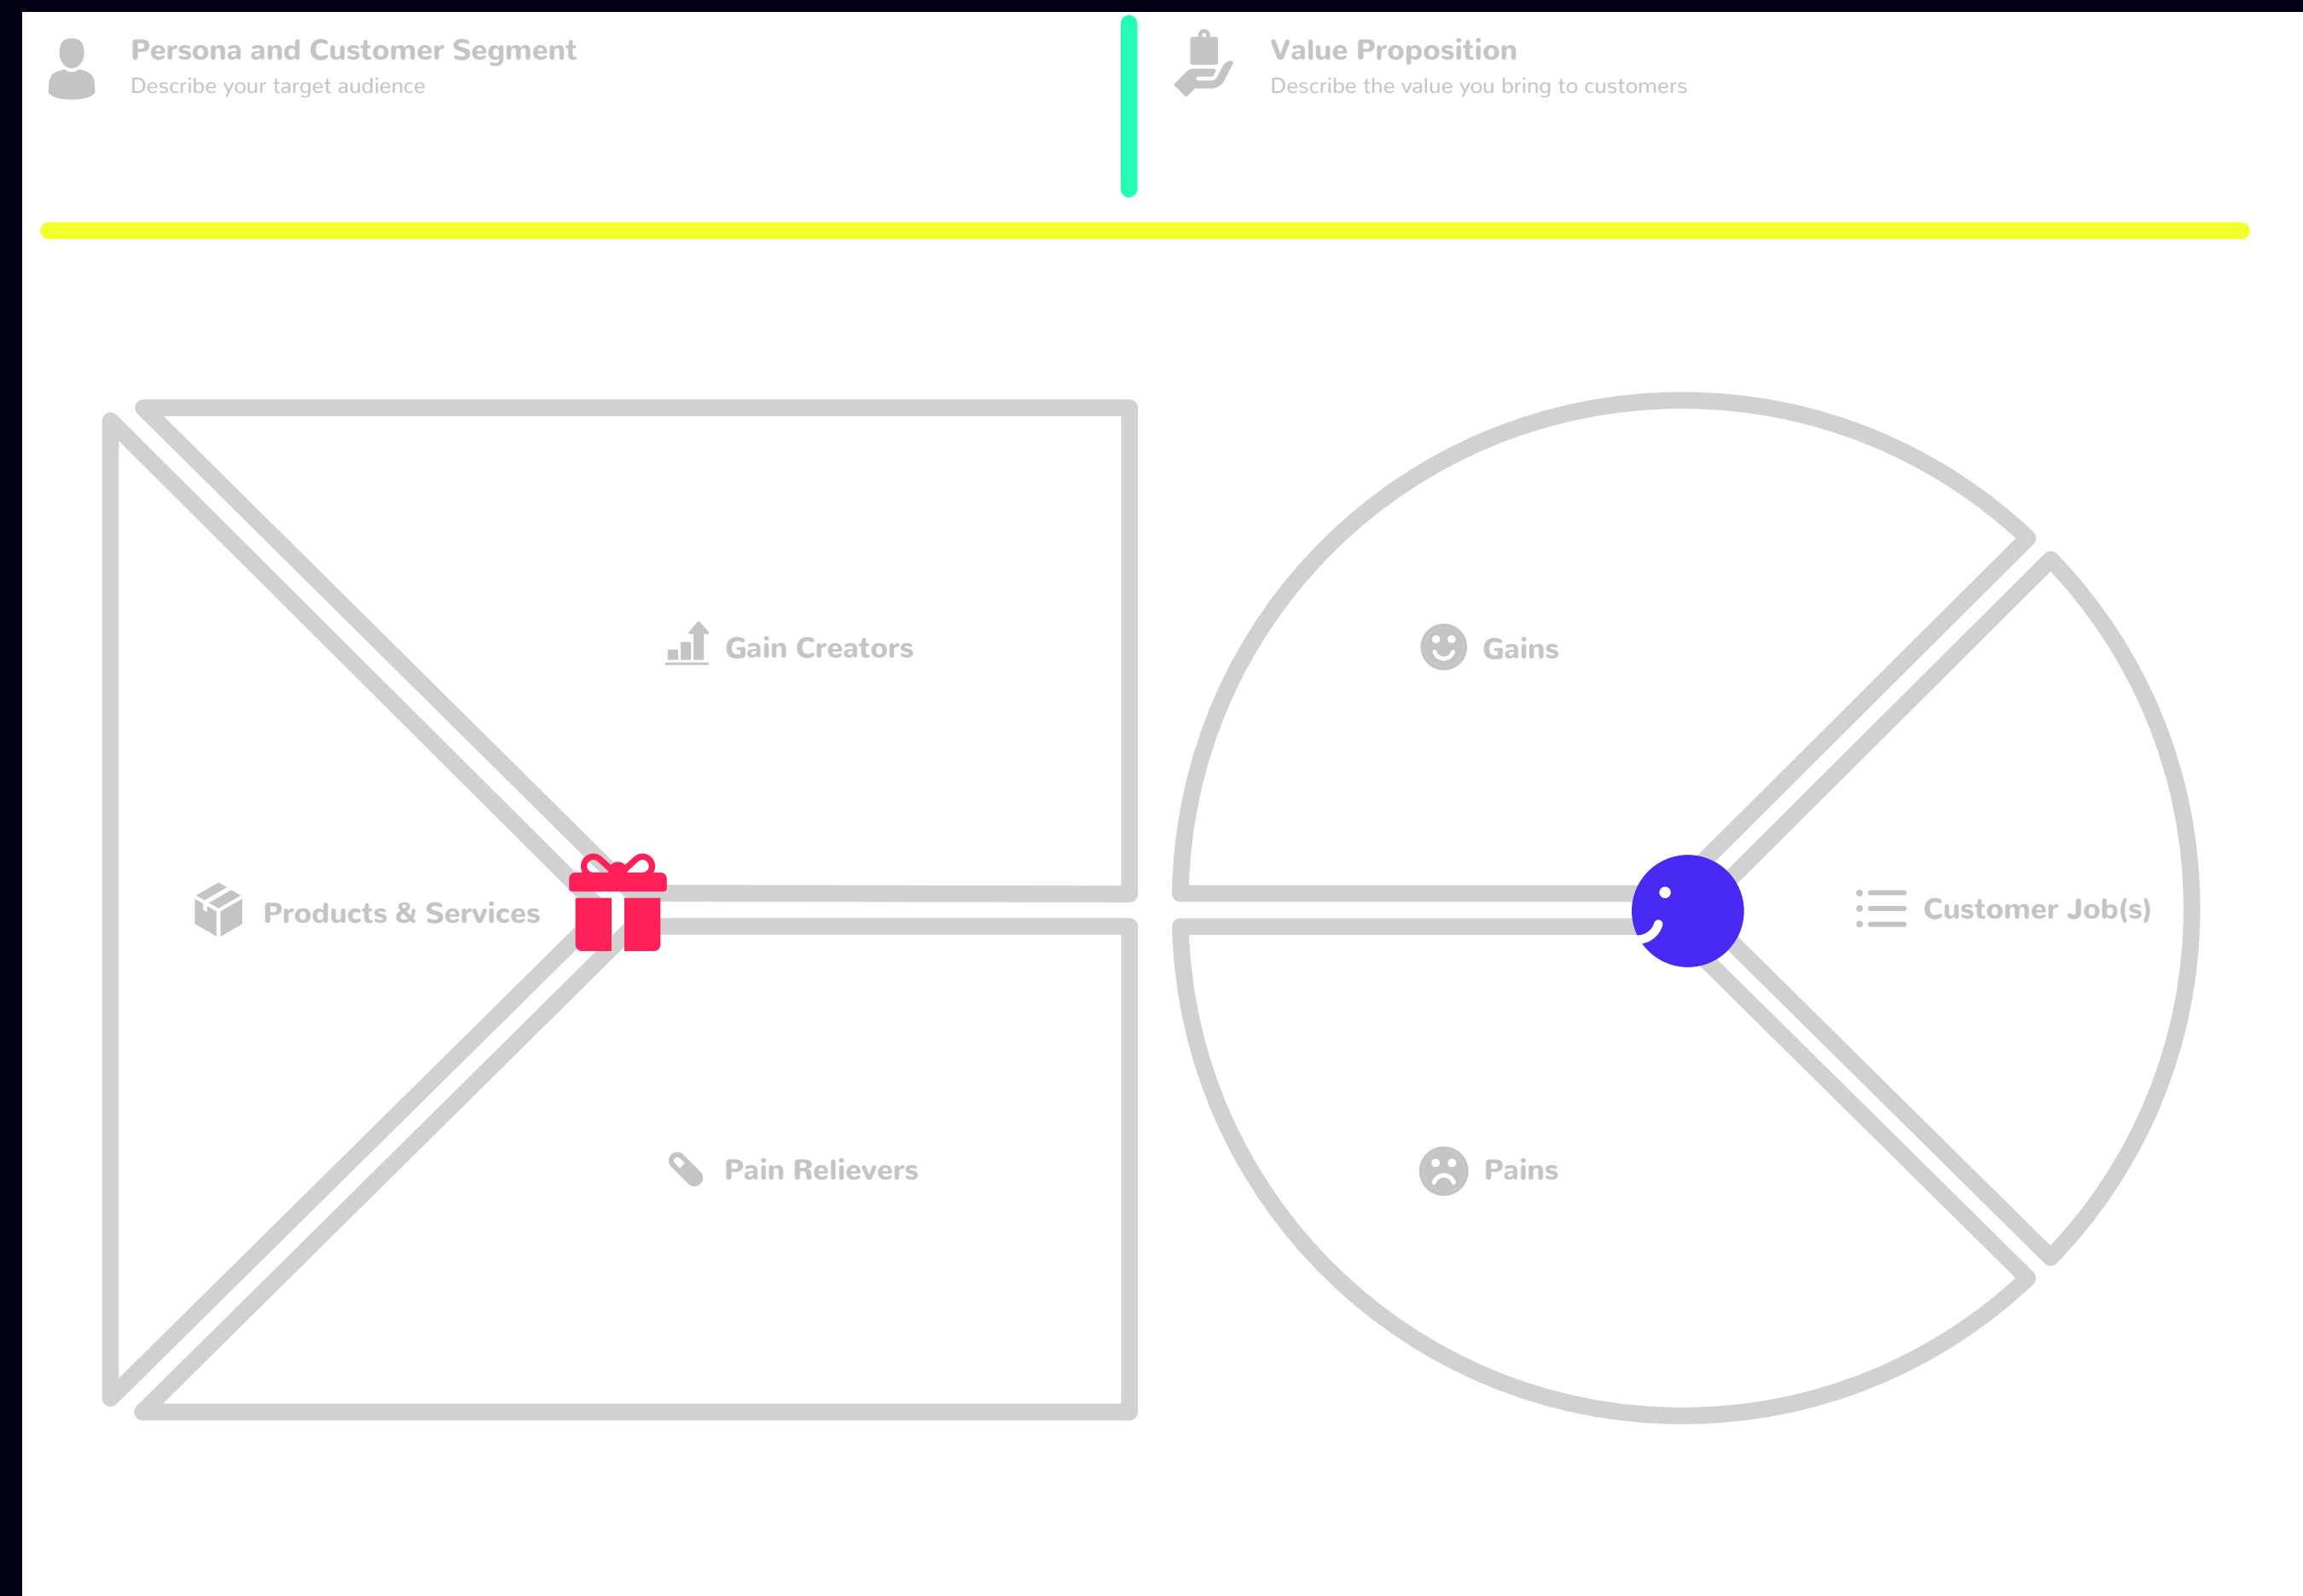 Persona and Customer Segment
Describe your target audience
Value Proposition
Describe the value you bring to customers
Gain Creators
Gains
Products & Services
Customer Job(s)
Pain Relievers
Pains